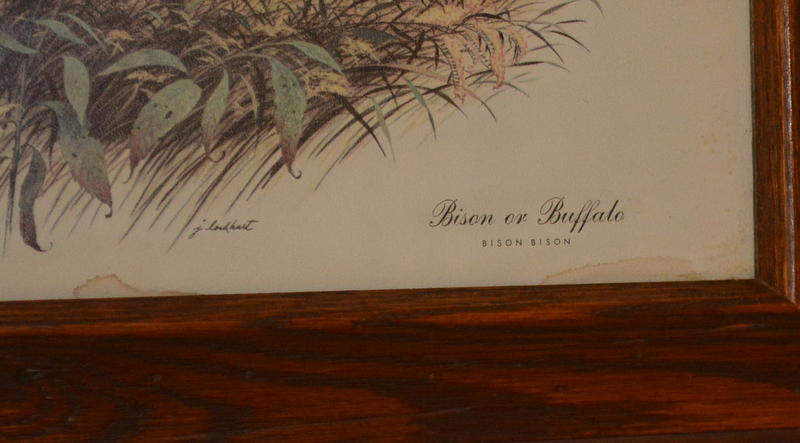 j. lockhart
Bison or Buffalo
BISON BISON